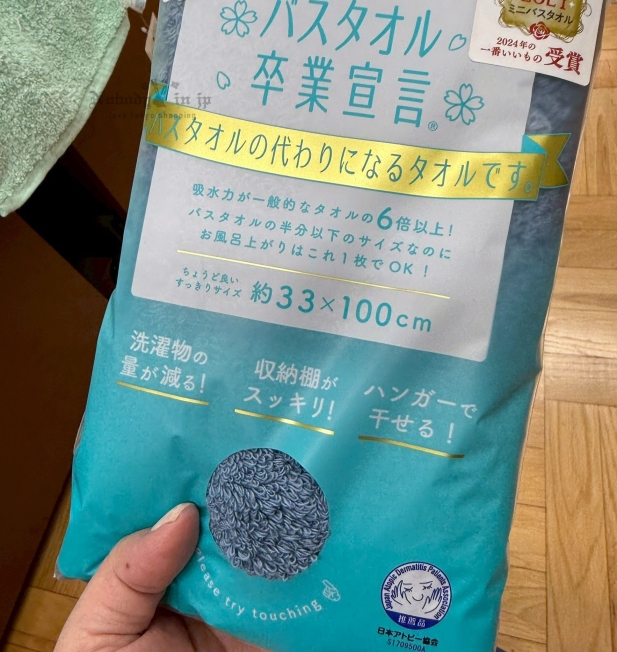 ミニバスタオル
2024年の
一番いいもの 受賞
バスタオル
卒業宣言®
バスタオルの代わりになるタオルです。
吸水力が一般的なタオルの6倍以上!
バスタオルの半分以下のサイズなのに
お風呂上がりはこれ1枚でOK!
ちょうど良い
すっきりサイズ 約33×100cm
洗濯物の
量が減る!
収納棚が
スッキリ!
ハンガーで
干せる!
please try touching
Japan Atopic Dermatitis Patients Association
推薦品
日本アトピー協会
S1709500A